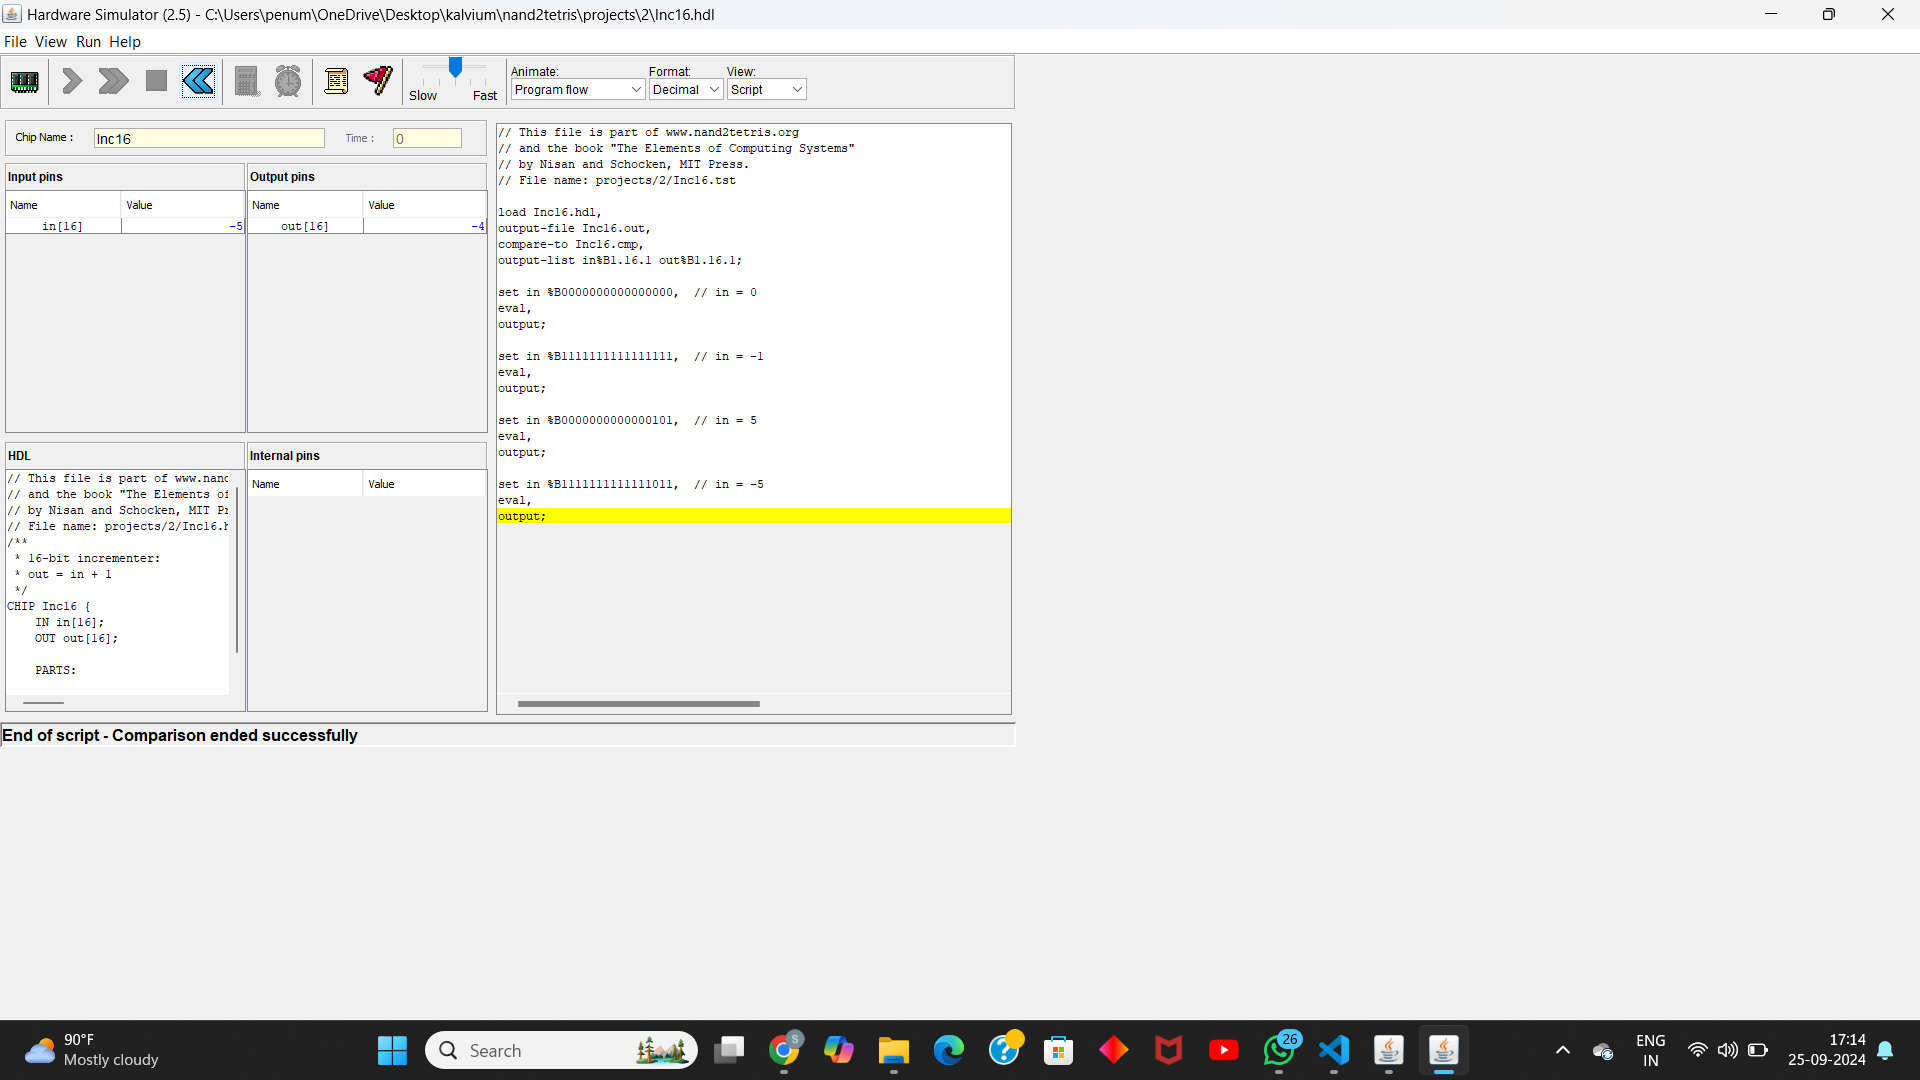 Hardware Simulator (2.5) - C:\Users\penum\OneDrive\Desktop\kalvium\nand2tetris\projects\2\Inc16.hdl
File View Run Help
Slow Fast
Animate: Format: View:
Program flow Decimal Script
Chip Name : Inc16 Time : 0
Input pins
Name Value
in[16] -5
Output pins
Name Value
out[16] -4
HDL
// This file is part of www.nand
// and the book "The Elements of
// by Nisan and Schocken, MIT Pr
// File name: projects/2/Inc16.h
/**
* 16-bit incrementer:
* out = in + 1
*/
CHIP Inc16 {
IN in[16];
OUT out[16];
PARTS:
Internal pins
Name Value
// This file is part of www.nand2tetris.org
// and the book "The Elements of Computing Systems"
// by Nisan and Schocken, MIT Press.
// File name: projects/2/Inc16.tst
load Inc16.hdl,
output-file Inc16.out,
compare-to Inc16.cmp,
output-list in%B1.16.1 out%B1.16.1;
set in %B0000000000000000,  // in = 0
eval,
output;
set in %B1111111111111111,  // in = -1
eval,
output;
set in %B0000000000000101,  // in = 5
eval,
output;
set in %B1111111111111011,  // in = -5
eval,
output;
End of script - Comparison ended successfully
90°F
Mostly cloudy
Search
S
26
ENG
IN
17:14
25-09-2024